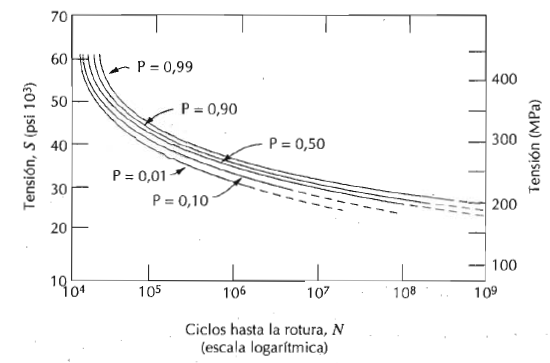 70
60
50
40
30
20
10
Tensión, S (psi 10³)
P = 0,99
P = 0,90
P = 0,50
P = 0,01
P = 0,10
400
300
200
100
Tensión (MPa)
10⁴ 10⁵ 10⁶ 10⁷ 10⁸ 10⁹
Ciclos hasta la rotura, N
(escala logarítmica)